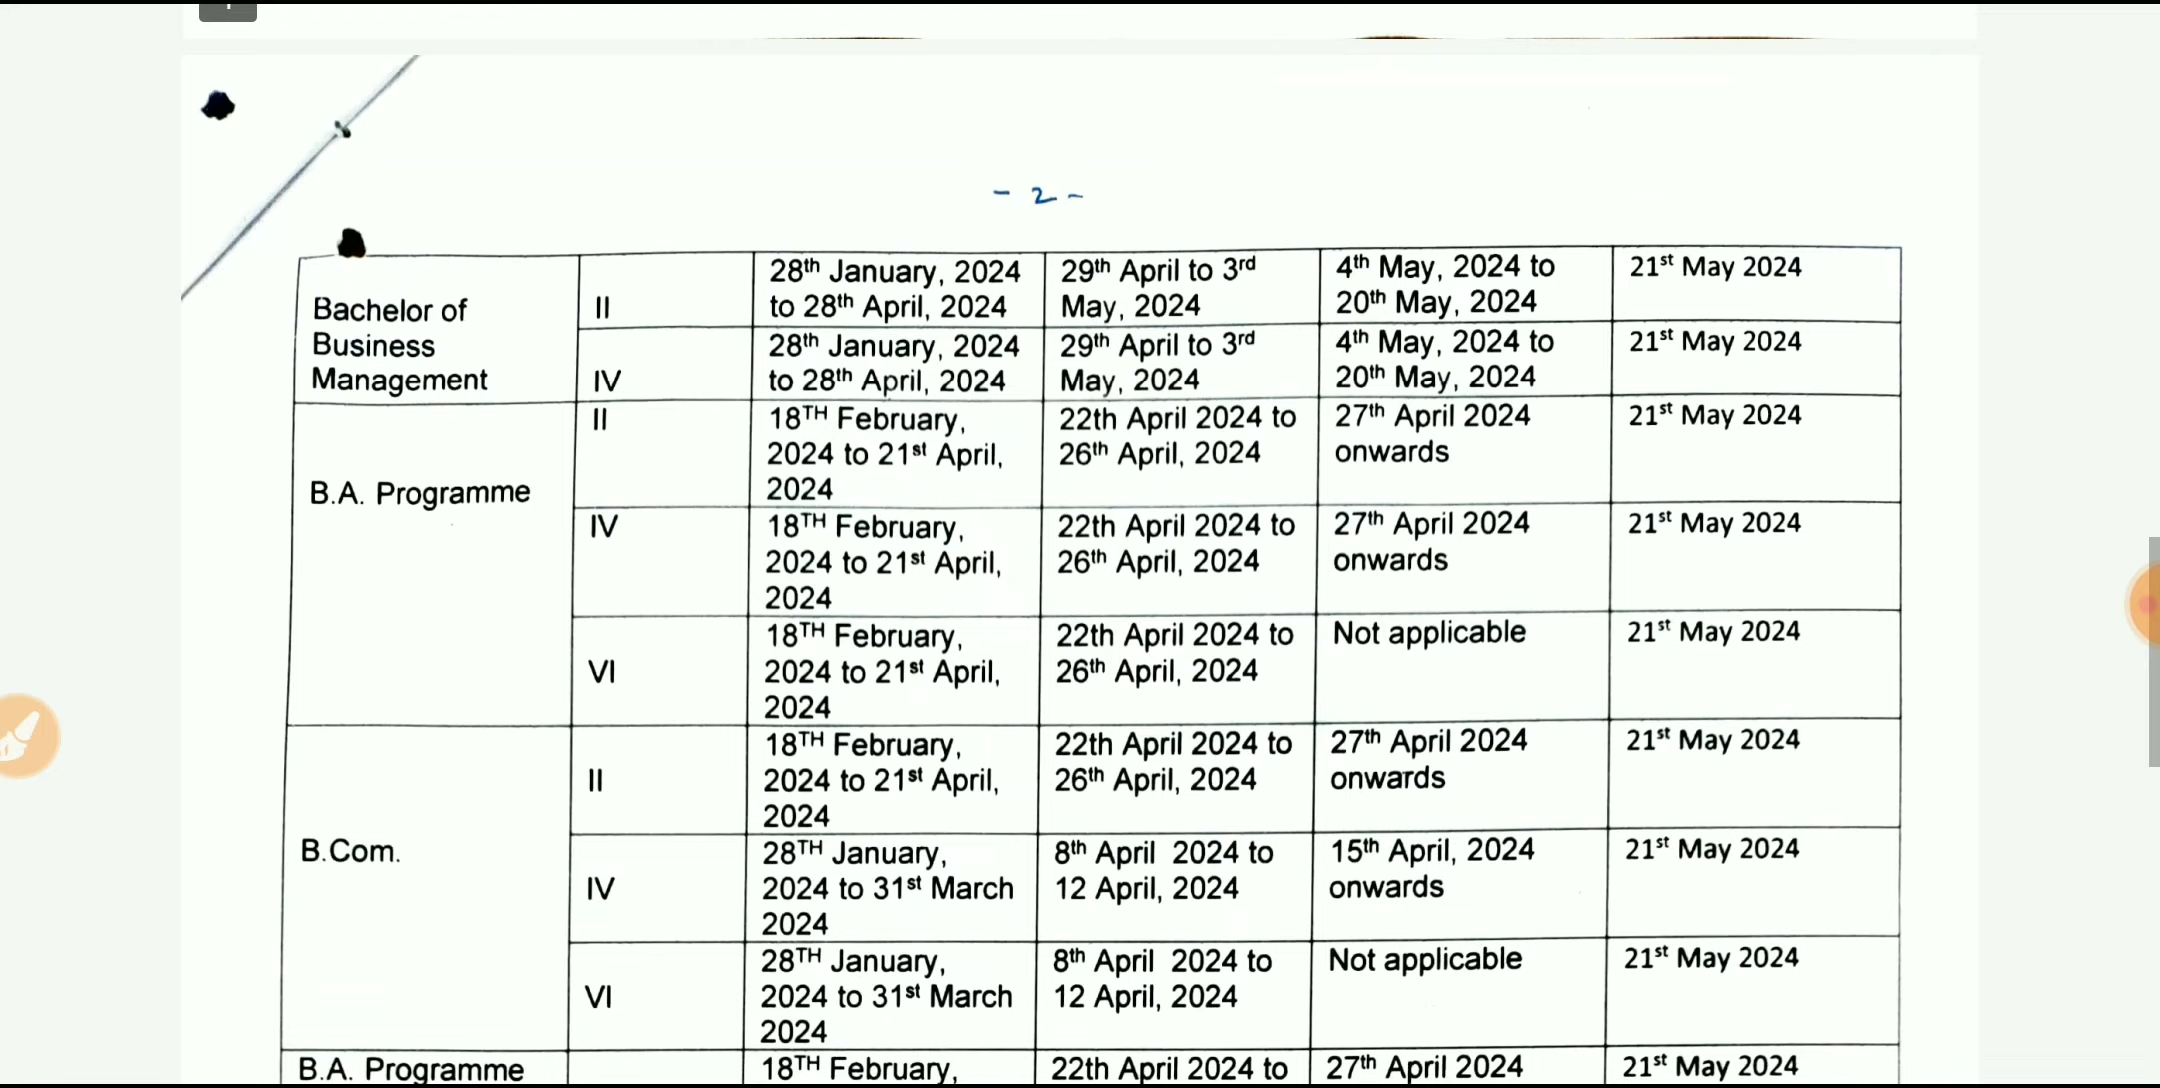 - 2 -
Bachelor of
Business
Management
II
28th January, 2024
to 28th April, 2024
29th April to 3rd
May, 2024
4th May, 2024 to
20th May, 2024
21st May 2024
IV
28th January, 2024
to 28th April, 2024
29th April to 3rd
May, 2024
4th May, 2024 to
20th May, 2024
21st May 2024
B.A. Programme
II
18TH February,
2024 to 21st April,
2024
22th April 2024 to
26th April, 2024
27th April 2024
onwards
21st May 2024
IV
18TH February,
2024 to 21st April,
2024
22th April 2024 to
26th April, 2024
27th April 2024
onwards
21st May 2024
VI
18TH February,
2024 to 21st April,
2024
22th April 2024 to
26th April, 2024
Not applicable
21st May 2024
B.Com.
II
18TH February,
2024 to 21st April,
2024
22th April 2024 to
26th April, 2024
27th April 2024
onwards
21st May 2024
IV
28TH January,
2024 to 31st March
2024
8th April 2024 to
12 April, 2024
15th April, 2024
onwards
21st May 2024
VI
28TH January,
2024 to 31st March
2024
8th April 2024 to
12 April, 2024
Not applicable
21st May 2024
B.A. Programme
18TH February,
22th April 2024 to
27th April 2024
21st May 2024